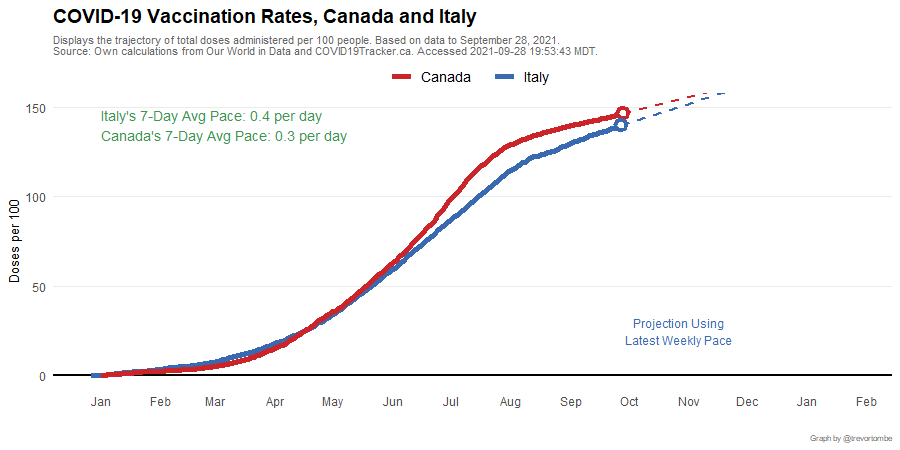 COVID-19 Vaccination Rates, Canada and Italy
Displays the trajectory of total doses administered per 100 people. Based on data to September 28, 2021.
Source: Own calculations from Our World in Data and COVID19Tracker.ca. Accessed 2021-09-28 19:53:43 MDT.
Canada Italy
Italy's 7-Day Avg Pace: 0.4 per day
Canada's 7-Day Avg Pace: 0.3 per day
Doses per 100
150
100
50
0
Projection Using
Latest Weekly Pace
Jan Feb Mar Apr May Jun Jul Aug Sep Oct Nov Dec Jan Feb
Graph by @trevortombe